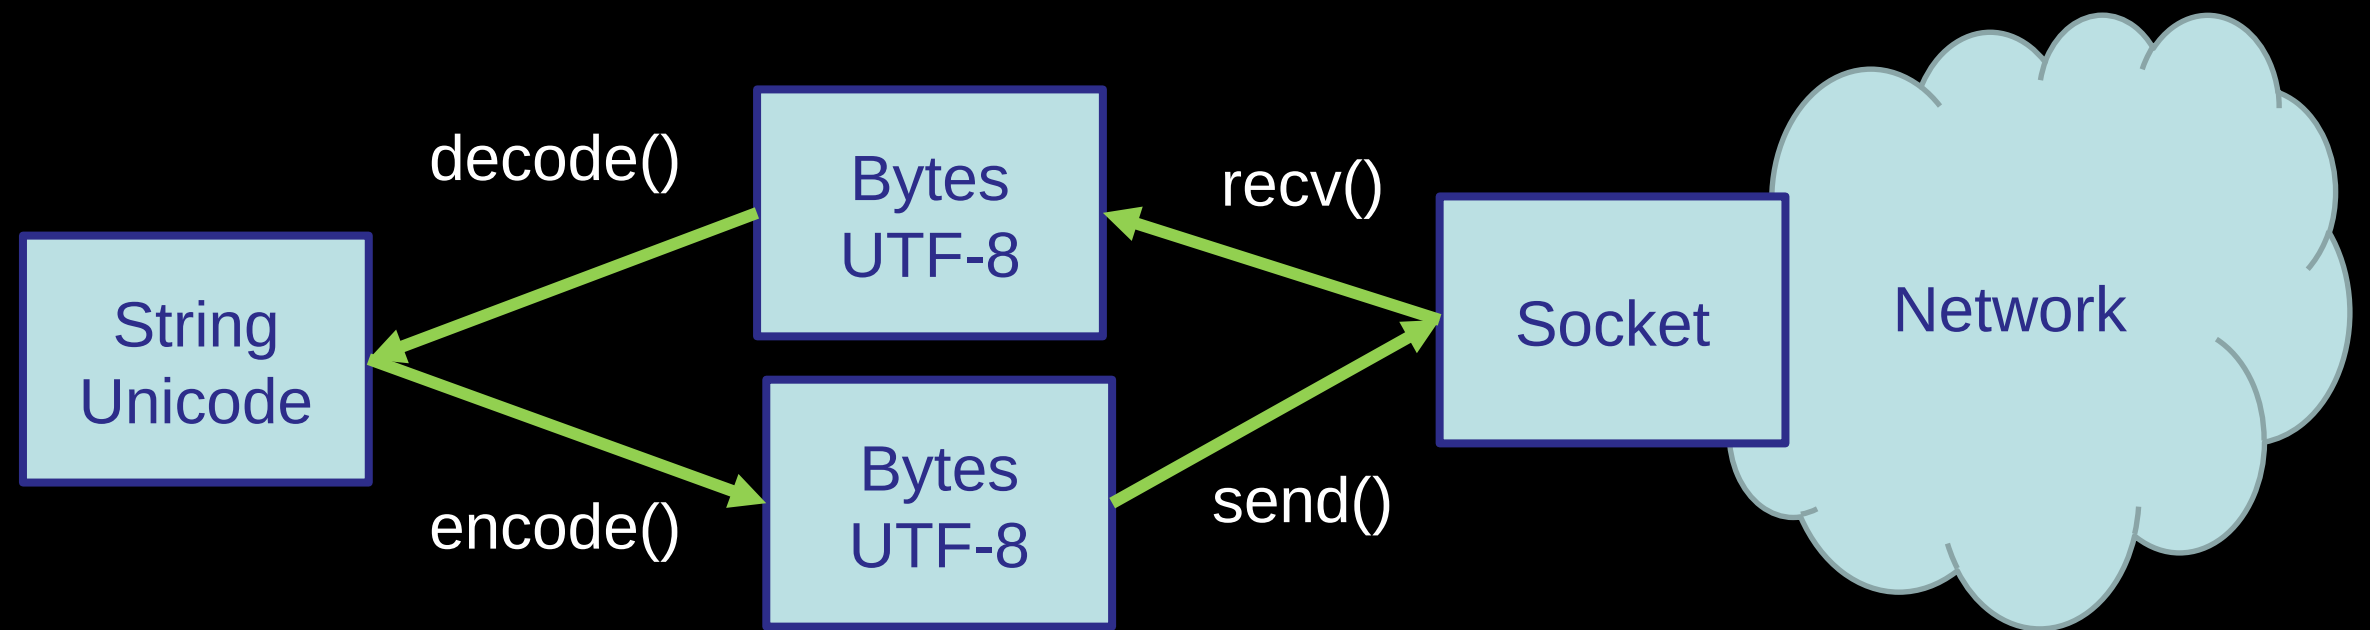 decode()
Bytes
UTF-8
recv()
String
Unicode
Socket
Network
encode()
Bytes
UTF-8
send()